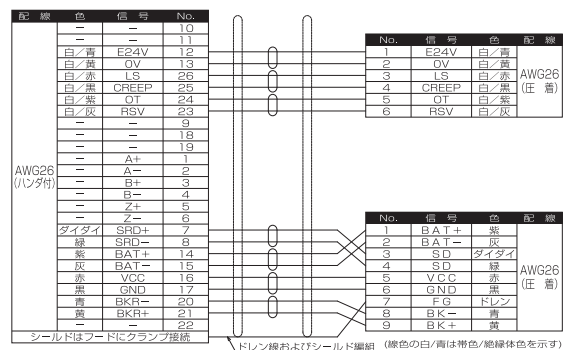 配 線 色 信 号 No.
－ － 10
－ － 11
白／青 E24V 12
白／黄 0V 13
白／赤 LS 26
白／黒 CREEP 25
白／紫 OT 24
白／灰 RSV 23
－ － 9
－ － 18
－ － 19
－ A+ 1
－ A− 2
－ B+ 3
－ B− 4
－ Z+ 5
－ Z− 6
ダイダイ SRD+ 7
緑 SRD− 8
紫 BAT+ 14
灰 BAT− 15
赤 VCC 16
黒 GND 17
青 BKR− 20
黄 BKR+ 21
－ － 22
AWG26
(ハンダ付)
シールドはフードにクランプ接続
No. 信 号 色 配 線
1 E24V 白／青
2 0V 白／黄
3 LS 白／赤
4 CREEP 白／黒
5 OT 白／紫
6 RSV 白／灰
AWG26
(圧 着)
No. 信 号 色 配 線
1 BAT+ 紫
2 BAT− 灰
3 SD ダイダイ
4 SD 緑
5 VCC 赤
6 GND 黒
7 FG ドレン
8 BK− 青
9 BK+ 黄
AWG26
(圧 着)
ドレン線およびシールド編組
(線色の白/青は帯色/絶縁体色を示す)